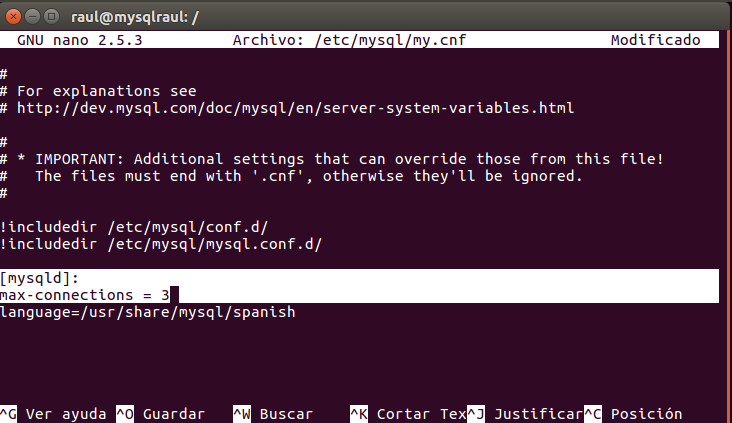 raul@mysqlraul: /
GNU nano 2.5.3 Archivo: /etc/mysql/my.cnf Modificado
#
# For explanations see
# http://dev.mysql.com/doc/mysql/en/server-system-variables.html
#
# * IMPORTANT: Additional settings that can override those from this file!
#   The files must end with '.cnf', otherwise they'll be ignored.
#
!includedir /etc/mysql/conf.d/
!includedir /etc/mysql/mysql.conf.d/
[mysqld]:
max-connections = 3
language=/usr/share/mysql/spanish
^G Ver ayuda ^O Guardar ^W Buscar ^K Cortar Tex^J Justificar^C Posición